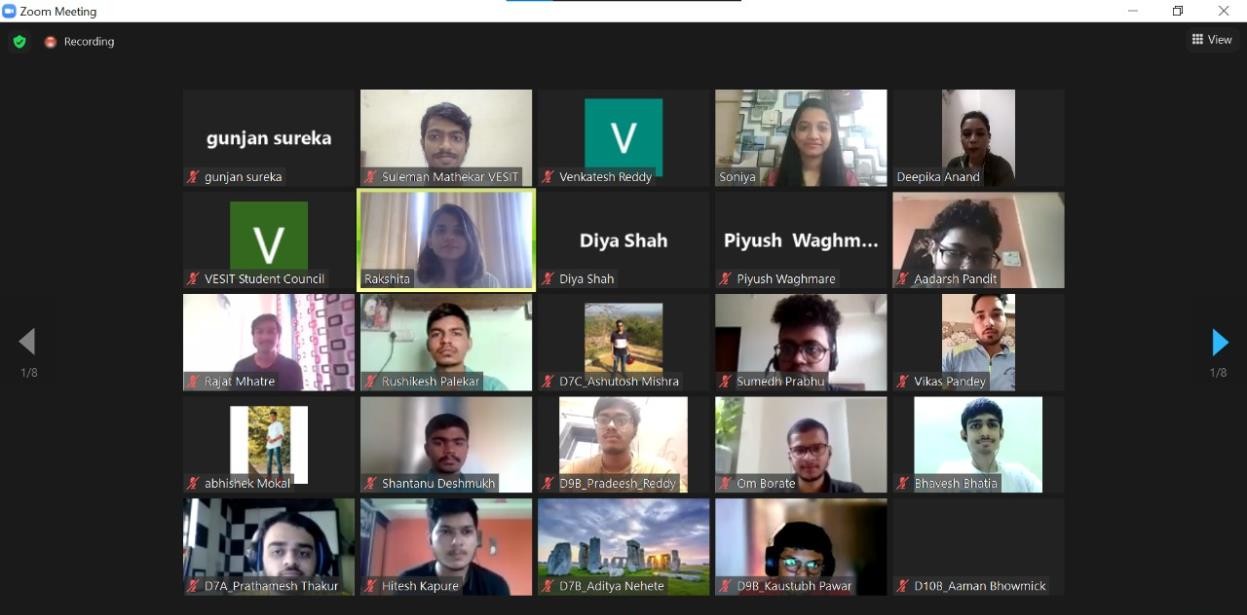 Zoom Meeting
Recording
View
gunjan sureka
gunjan sureka
Suleman Mathekar VESIT
V
Venkatesh Reddy
Soniya
Deepika Anand
V
VESIT Student Council
Rakshita
Diya Shah
Diya Shah
Piyush Waghm...
Piyush Waghmare
Aadarsh Pandit
1/8
Rajat Mhatre
Rushikesh Palekar
D7C_Ashutosh Mishra
Sumedh Prabhu
Vikas Pandey
1/8
abhishek Mokal
Shantanu Deshmukh
D9B_Pradeesh_Reddy
Om Borate
Bhavesh Bhatia
D7A_Prathamesh Thakur
Hitesh Kapure
D7B_Aditya Nehete
D9B_Kaustubh Pawar
D10B_Aaman Bhowmick